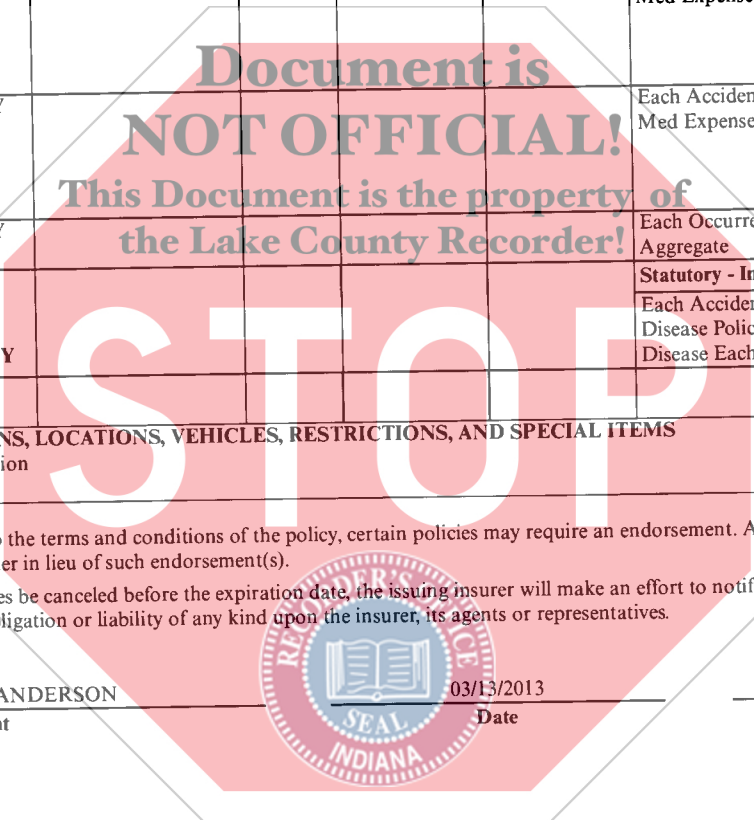 Med Expense
Document is
Y
Each Acciden
NOT OFFICIAL!
Med Expense
This Document is the property of
Y
Each Occurre
the Lake County Recorder!
Aggregate
Statutory - In
Each Acciden
STOP
Disease Polic
Y
Disease Each
NS, LOCATIONS, VEHICLES, RESTRICTIONS, AND SPECIAL ITEMS
ion
the terms and conditions of the policy, certain policies may require an endorsement. A
er in lieu of such endorsement(s).
es be canceled before the expiration date, the issuing insurer will make an effort to notif
ligation or liability of any kind upon the insurer, its agents or representatives.
RECORDER'S OFFICE
ANDERSON
03/13/2013
nt
Date
SEAL
INDIANA